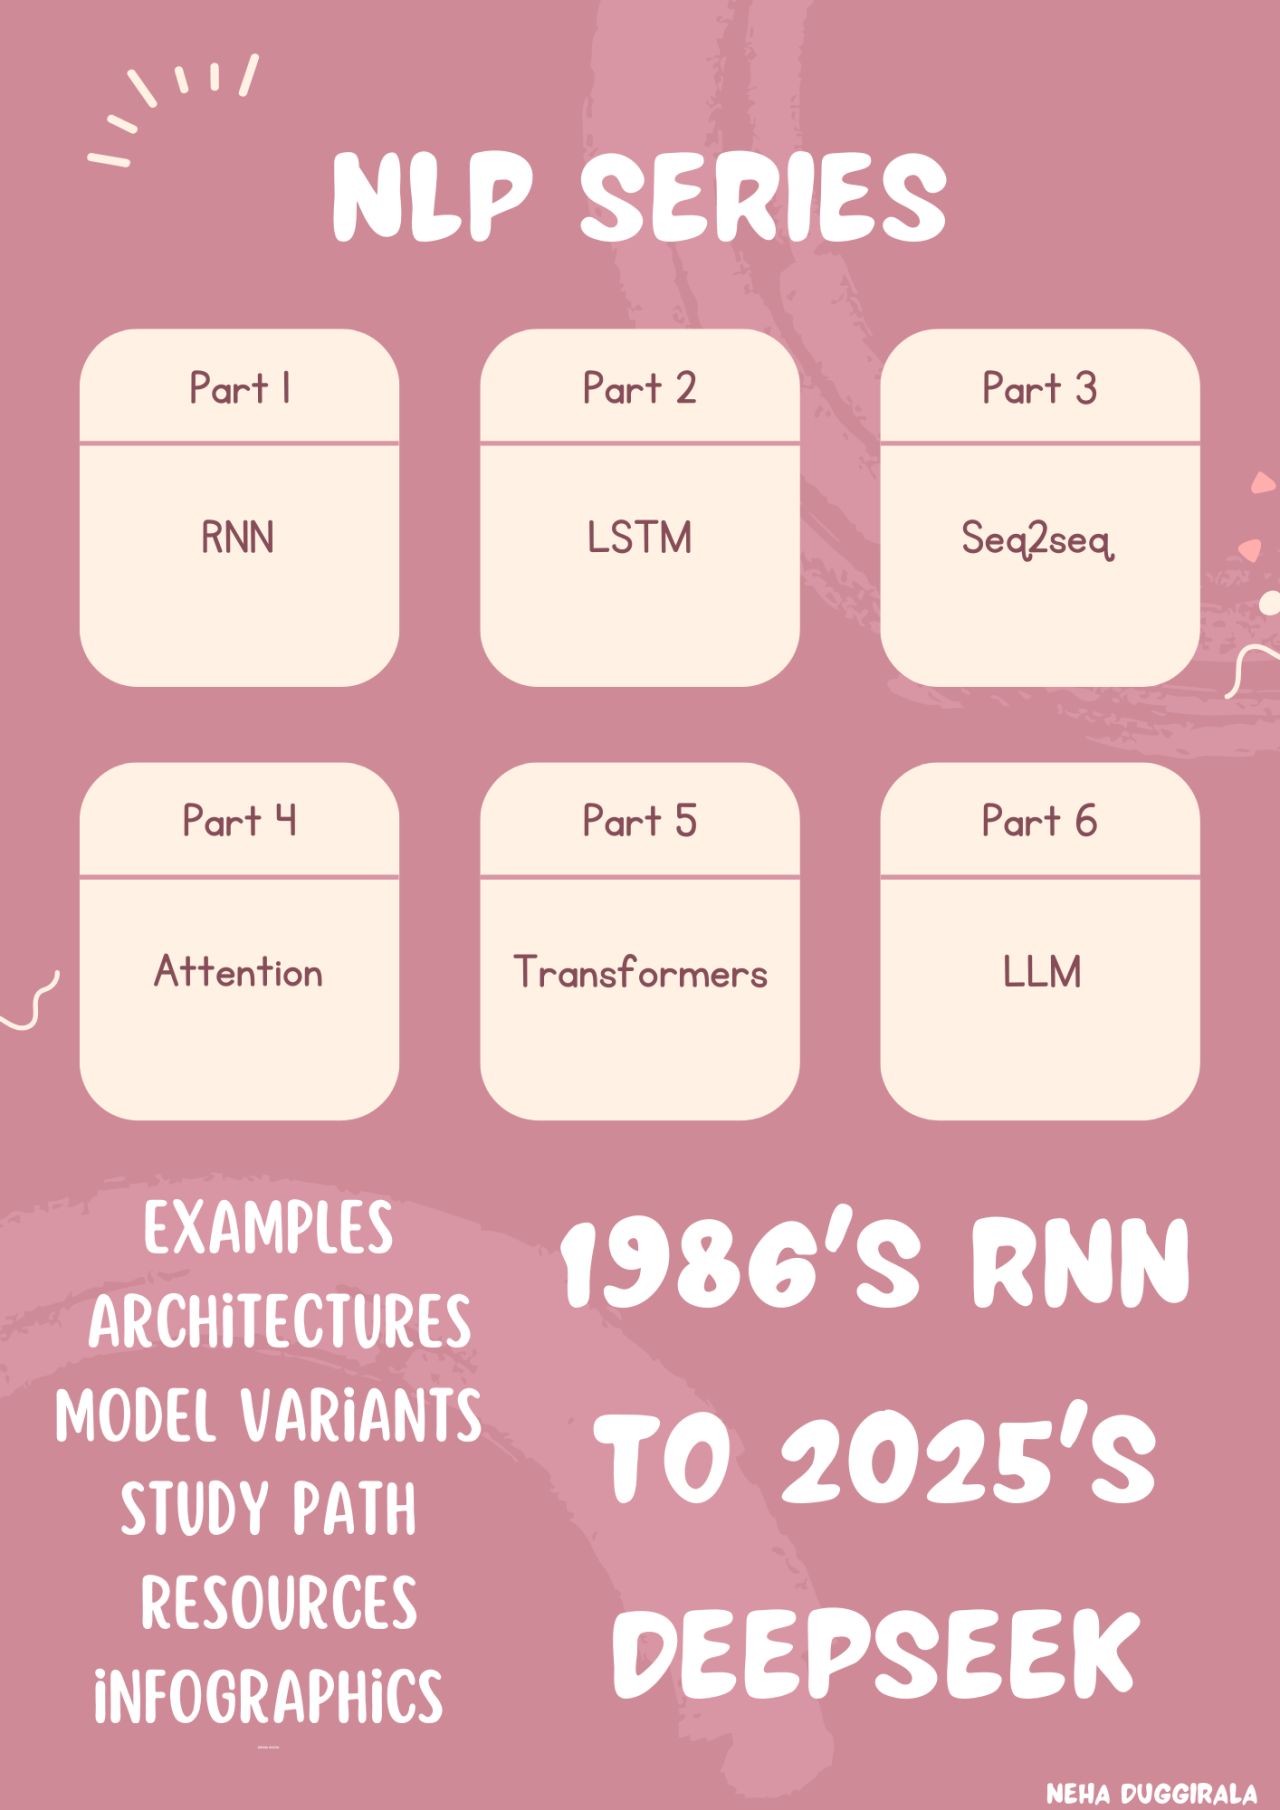 NLP SERIES
Part 1
RNN
Part 2
LSTM
Part 3
Seq2seq
Part 4
Attention
Part 5
Transformers
Part 6
LLM
EXAMPLES
ARCHiTECTURES
MODEL VARiANTS
STUDY PATH
RESOURCES
iNFOGRAPHiCS
1986'S RNN
TO 2025'S
DEEPSEEK
NEHA DUGGIRALA